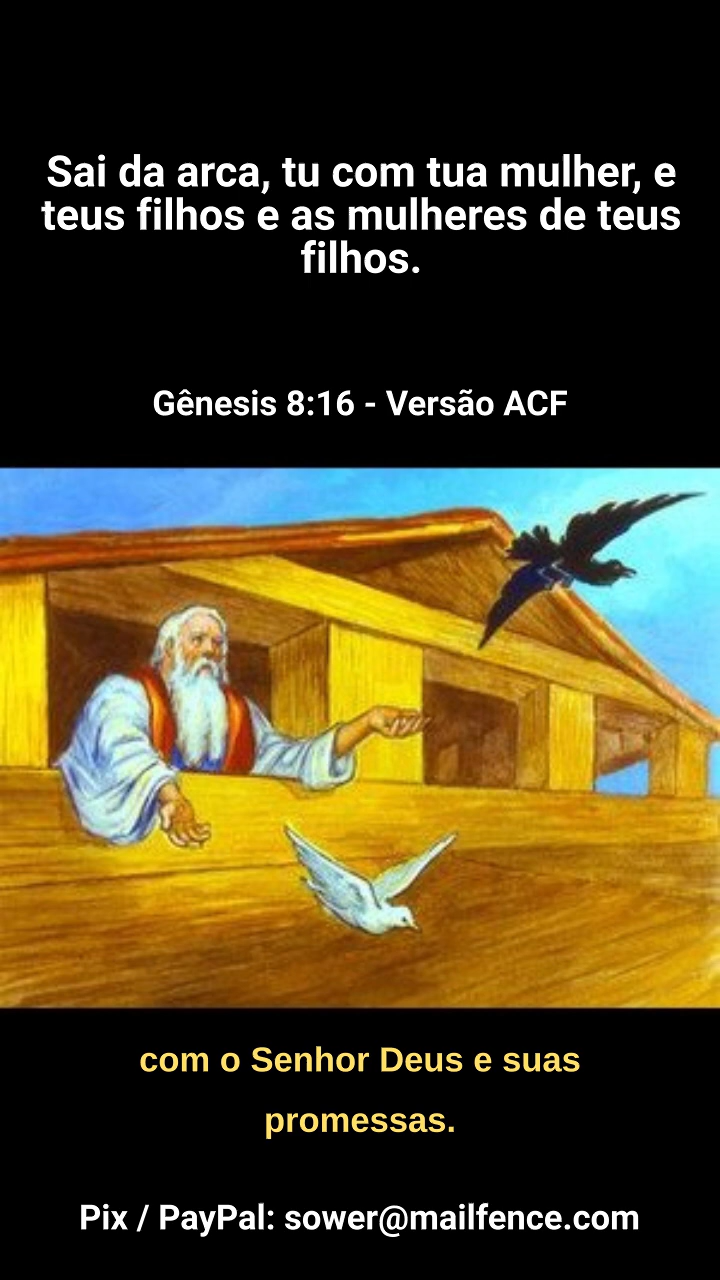 Sai da arca, tu com tua mulher, e
teus filhos e as mulheres de teus
filhos.
Gênesis 8:16 - Versão ACF
com o Senhor Deus e suas
promessas.
Pix / PayPal: sower@mailfence.com